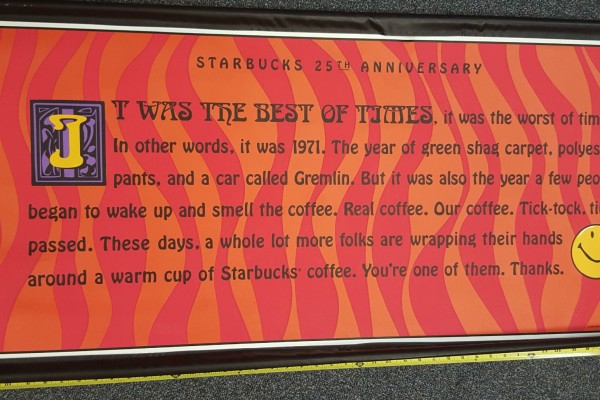 STARBUCKS 25TH ANNIVERSARY
IT WAS THE BEST OF TIMES, it was the worst of
In other words, it was 1971. The year of green shag carpet,
pants, and a car called Gremlin. But it was also the year a few
began to wake up and smell the coffee. Real coffee. Our coffee. Tick-tock,
passed. These days, a whole lot more folks are wrapping their hands
around a warm cup of Starbucks® coffee. You're one of them. Thanks.